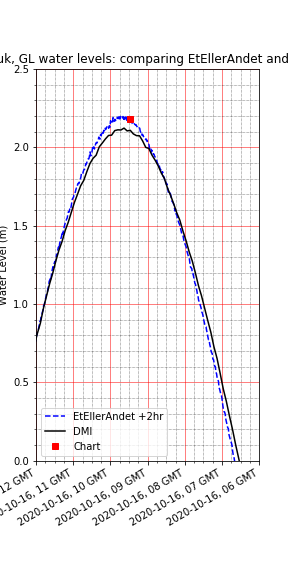 uk, GL water levels: comparing EtEllerAndet and
2.5
2.0
1.5
1.0
0.5
0.0
Water Level (m)
EtEllerAndet +2hr
DMI
Chart
12 GMT
0-10-16, 11 GMT
2020-10-16, 10 GMT
2020-10-16, 09 GMT
2020-10-16, 08 GMT
2020-10-16, 07 GMT
2020-10-16, 06 GMT